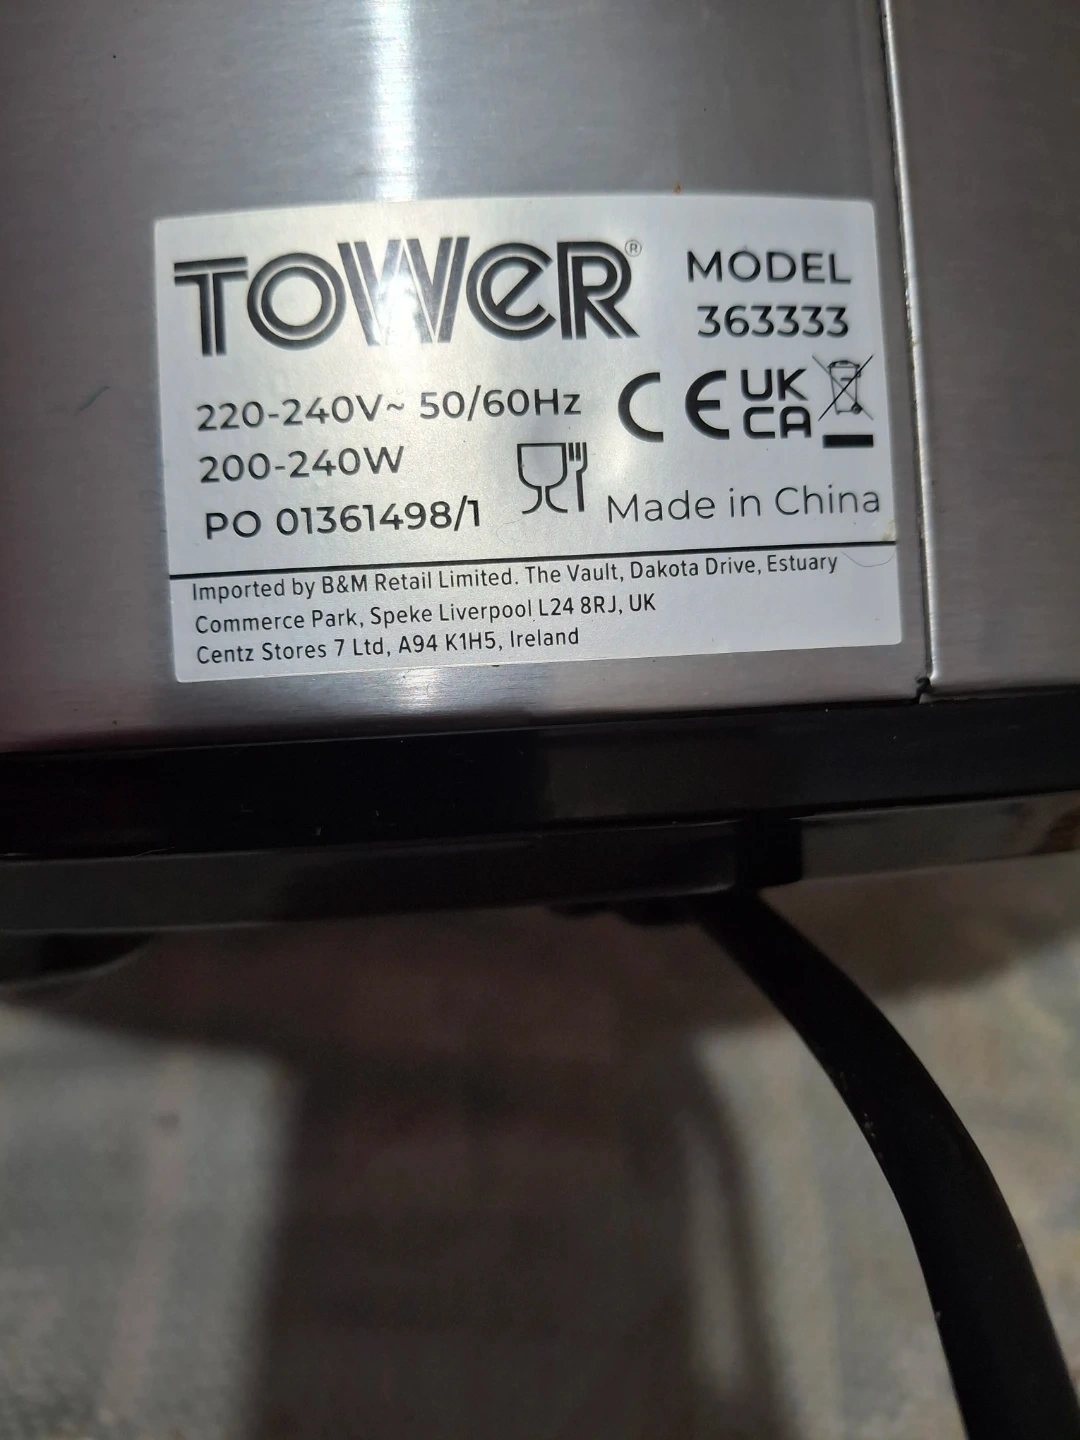 TOWER®
MODEL
363333
220-240V~ 50/60Hz
200-240W
PO 01361498/1
CE UK CA
Made in China
Imported by B&M Retail Limited. The Vault, Dakota Drive, Estuary
Commerce Park, Speke Liverpool L24 8RJ, UK
Centz Stores 7 Ltd, A94 K1H5, Ireland